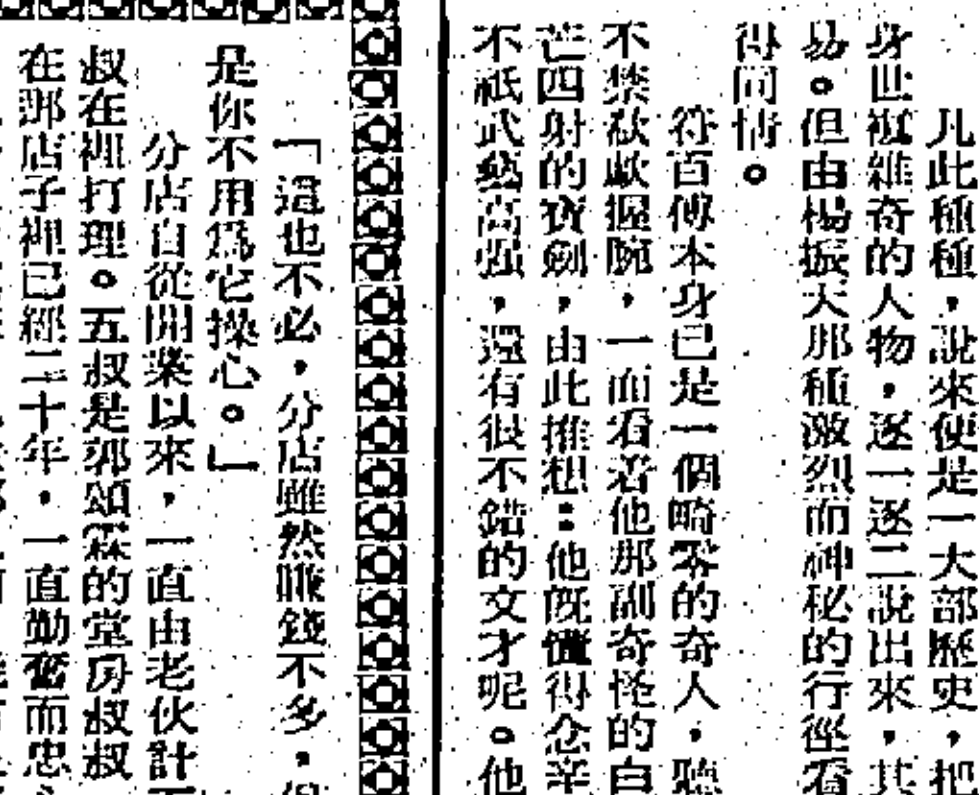 凡此種種，說來便是一大部歷史，把
身世複雜奇的人物，逐一逐二說出來，其
易。但由楊振天那種激烈而神秘的行徑看
得同情。
符百傅本身已是一個畸零的奇人，聽
不禁欷歔握腕，一面看着他那副奇怪的白
芒四射的寶劍，由此推想：他既懂得念辛
不祇武藝高强，還有很不錯的文才呢。他
「這也不必，分店雖然賺錢不多，但
是你不用爲它操心。」
分店自從開業以來，一直由老伙計
叔在裡打理。五叔是郭頌霖的堂房叔叔
在那店子裡已經二十年，一直勤奮而忠